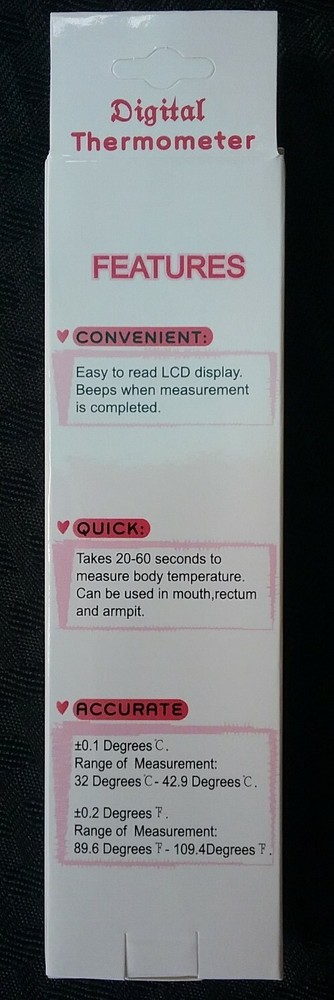 Digital
Thermometer
FEATURES
CONVENIENT:
Easy to read LCD display.
Beeps when measurement
is completed.
QUICK:
Takes 20-60 seconds to
measure body temperature.
Can be used in mouth,rectum
and armpit.
ACCURATE
±0.1 Degrees℃.
Range of Measurement:
32 Degrees℃- 42.9 Degrees℃.
±0.2 Degrees℉.
Range of Measurement:
89.6 Degrees℉- 109.4Degrees℉.